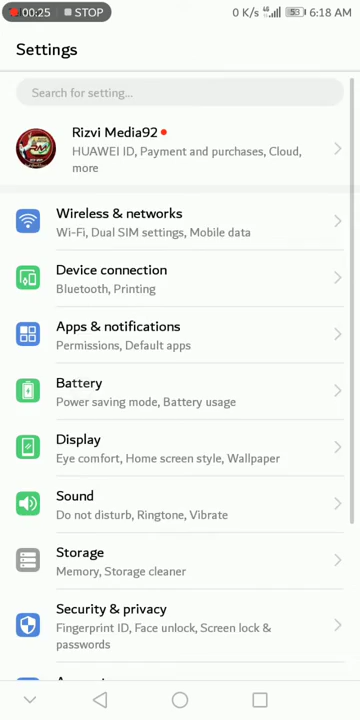 00:25 STOP 0 K/s 53 6:18 AM
Settings
Search for setting...
Rizvi Media92
HUAWEI ID, Payment and purchases, Cloud,
more
Wireless & networks
Wi-Fi, Dual SIM settings, Mobile data
Device connection
Bluetooth, Printing
Apps & notifications
Permissions, Default apps
Battery
Power saving mode, Battery usage
Display
Eye comfort, Home screen style, Wallpaper
Sound
Do not disturb, Ringtone, Vibrate
Storage
Memory, Storage cleaner
Security & privacy
Fingerprint ID, Face unlock, Screen lock &
passwords